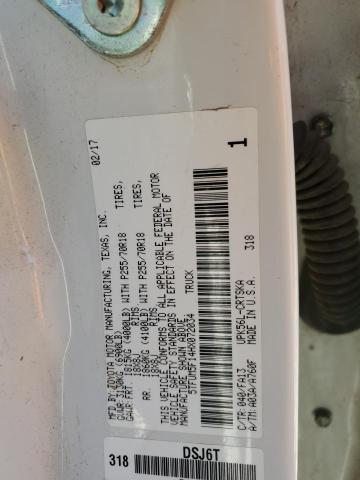 MFD. BY: TOYOTA MOTOR MANUFACTURING, TEXAS, INC. 02/17
GVWR: 3130KG (6900LB)
GAWR: FRT. 1815KG (4000LB) WITH P255/70R18 TIRES,
18x8J RIMS
RR. 1860KG (4100LB) WITH P255/70R18 TIRES,
18x8J RIMS
THIS VEHICLE CONFORMS TO ALL APPLICABLE FEDERAL MOTOR
VEHICLE SAFETY STANDARDS IN EFFECT ON THE DATE OF
MANUFACTURE SHOWN ABOVE.
5TFUM5F14HX072034 TRUCK
1
UPK56L-CRTSKA 318
C/TR: 040/FA13 MADE IN U.S.A.
A/TM: A03A/A760F
318 DSJ6T